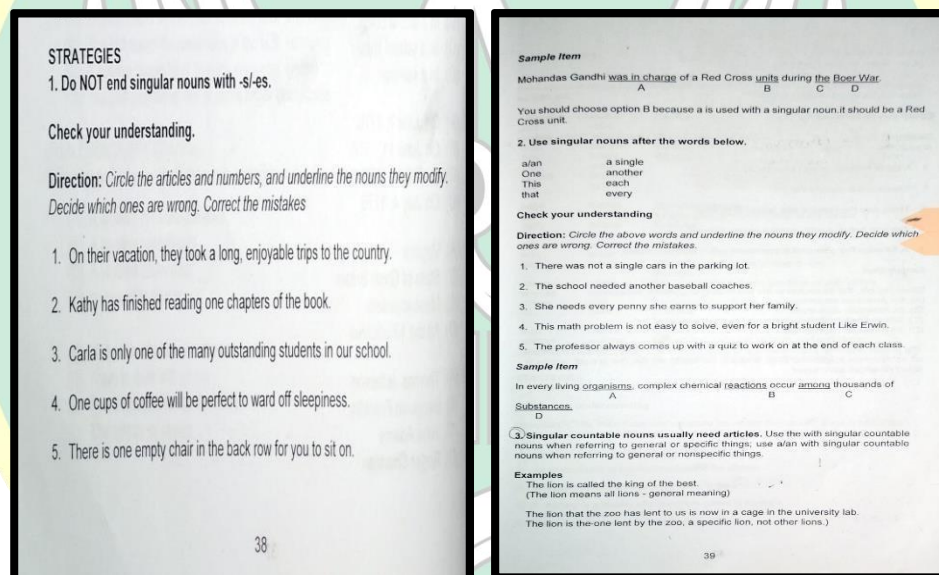 STRATEGIES
1. Do NOT end singular nouns with -s/-es.
Check your understanding.
Direction: Circle the articles and numbers, and underline the nouns they modify.
Decide which ones are wrong. Correct the mistakes
1. On their vacation, they took a long, enjoyable trips to the country.
2. Kathy has finished reading one chapters of the book.
3. Carla is only one of the many outstanding students in our school.
4. One cups of coffee will be perfect to ward off sleepiness.
5. There is one empty chair in the back row for you to sit on.
38
Sample Item
Mohandas Gandhi was in charge of a Red Cross units during the Boer War.
A B C D
You should choose option B because a is used with a singular noun.it should be a Red
Cross unit.
2. Use singular nouns after the words below.
a/an a single
One another
This each
that every
Check your understanding
Direction: Circle the above words and underline the nouns they modify. Decide which
ones are wrong. Correct the mistakes.
1. There was not a single cars in the parking lot.
2. The school needed another baseball coaches.
3. She needs every penny she earns to support her family.
4. This math problem is not easy to solve, even for a bright student Like Erwin.
5. The professor always comes up with a quiz to work on at the end of each class.
Sample Item
In every living organisms, complex chemical reactions occur among thousands of
A B C
Substances.
D
3. Singular countable nouns usually need articles. Use the with singular countable
nouns when referring to general or specific things; use a/an with singular countable
nouns when referring to general or nonspecific things.
Examples
The lion is called the king of the best.
(The lion means all lions - general meaning)
The lion that the zoo has lent to us is now in a cage in the university lab.
The lion is the one lent by the zoo, a specific lion, not other lions.)
39